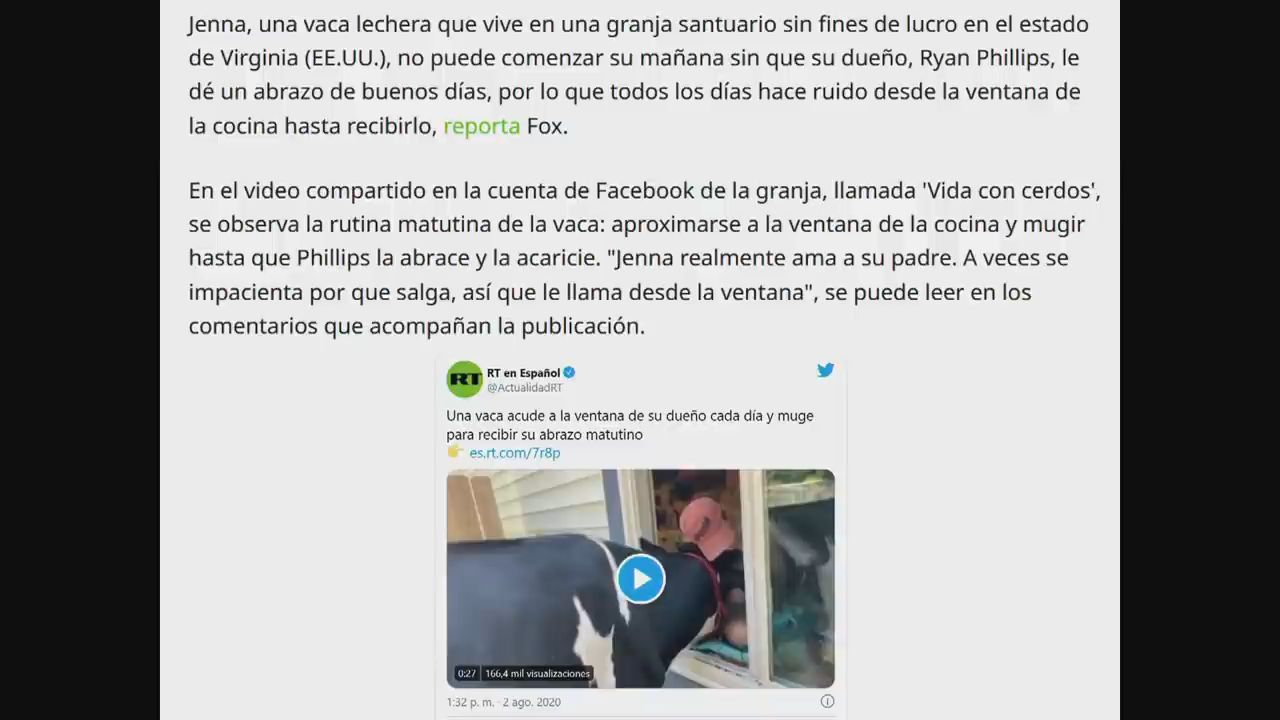 Jenna, una vaca lechera que vive en una granja santuario sin fines de lucro en el estado
de Virginia (EE.UU.), no puede comenzar su mañana sin que su dueño, Ryan Phillips, le
dé un abrazo de buenos días, por lo que todos los días hace ruido desde la ventana de
la cocina hasta recibirlo, reporta Fox.
En el video compartido en la cuenta de Facebook de la granja, llamada 'Vida con cerdos',
se observa la rutina matutina de la vaca: aproximarse a la ventana de la cocina y mugir
hasta que Phillips la abrace y la acaricie. "Jenna realmente ama a su padre. A veces se
impacienta por que salga, así que le llama desde la ventana", se puede leer en los
comentarios que acompañan la publicación.
RT RT en Español
@ActualidadRT
Una vaca acude a la ventana de su dueño cada día y muge
para recibir su abrazo matutino
👉 es.rt.com/7r8p
0:27 166,4 mil visualizaciones
1:32 p. m. · 2 ago. 2020